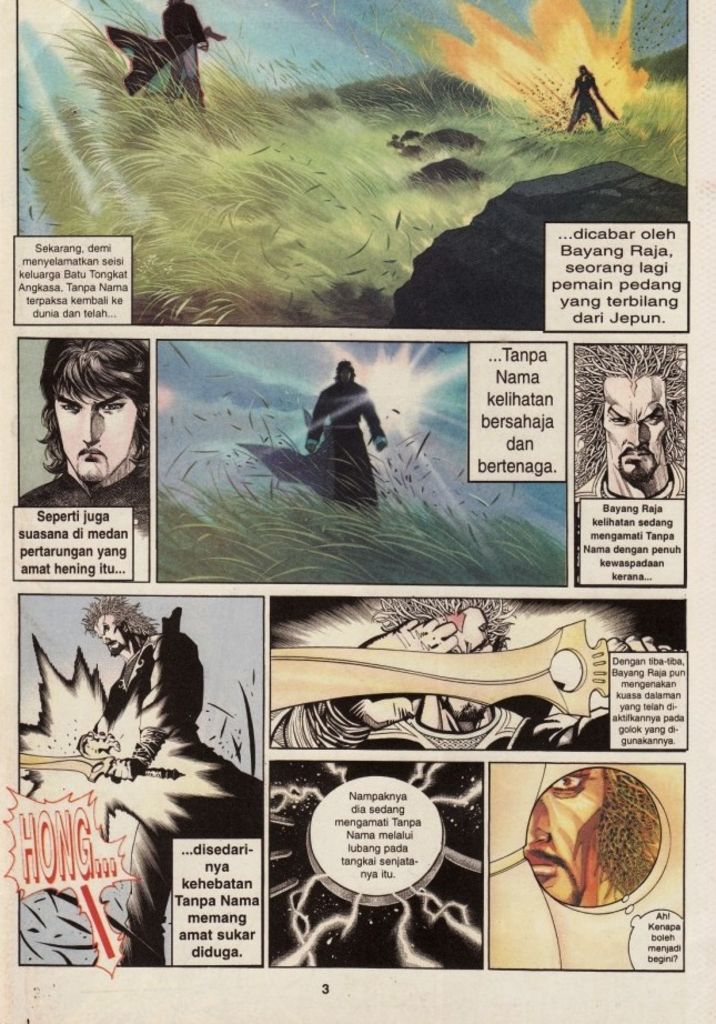 Sekarang, demi
menyelamatkan seisi
keluarga Batu Tongkat
Angkasa, Tanpa Nama
terpaksa kembali ke
dunia dan telah...
...dicabar oleh
Bayang Raja,
seorang lagi
pemain pedang
yang terbilang
dari Jepun.
Seperti juga
suasana di medan
pertarungan yang
amat hening itu...
...Tanpa
Nama
kelihatan
bersahaja
dan
bertenaga.
Bayang Raja
kelihatan sedang
mengamati Tanpa
Nama dengan penuh
kewaspadaan
kerana...
HONG...!
...disedari-
nya
kehebatan
Tanpa Nama
memang
amat sukar
diduga.
Dengan tiba-tiba,
Bayang Raja pun
mengenakan
kuasa dalaman
yang telah di-
aktifkannya pada
golok yang di-
gunakannya.
Nampaknya
dia sedang
mengamati Tanpa
Nama melalui
lubang pada
tangkai senjata-
nya itu.
Ah!
Kenapa
boleh
menjadi
begini?
3